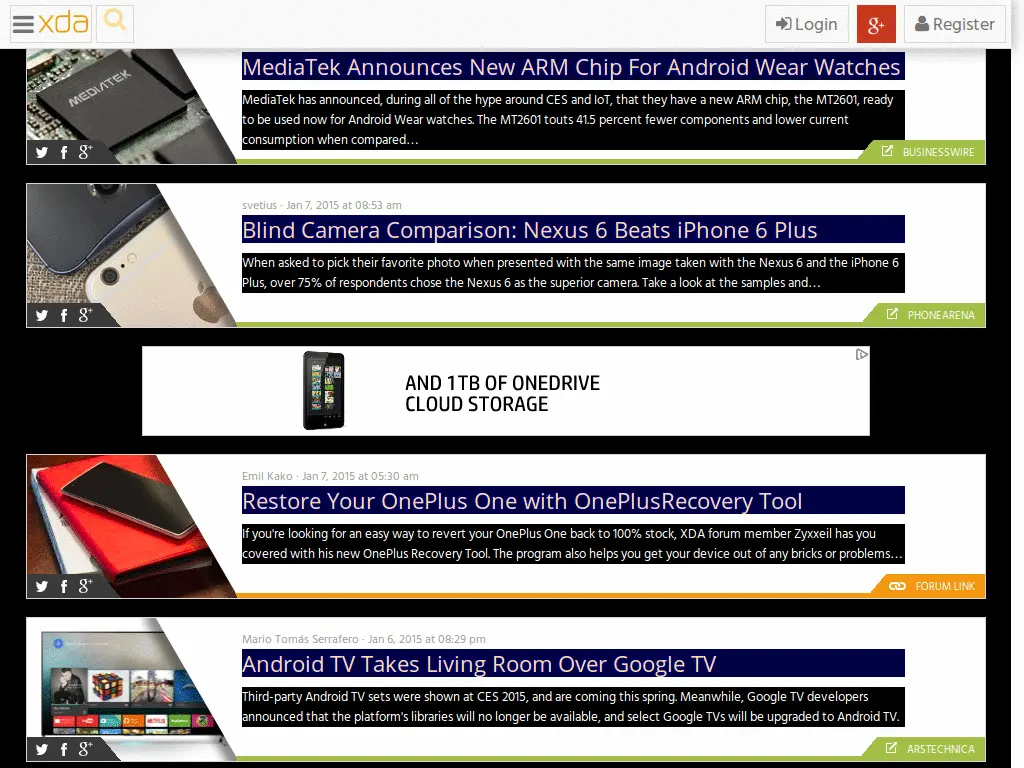 xda
Login
g+
Register
MediaTek Announces New ARM Chip For Android Wear Watches
MEDIATEK
MediaTek has announced, during all of the hype around CES and IoT, that they have a new ARM chip, the MT2601, ready
to be used now for Android Wear watches. The MT2601 touts 41.5 percent fewer components and lower current
consumption when compared…
BUSINESSWIRE
svetius · Jan 7, 2015 at 08:53 am
Blind Camera Comparison: Nexus 6 Beats iPhone 6 Plus
When asked to pick their favorite photo when presented with the same image taken with the Nexus 6 and the iPhone 6
Plus, over 75% of respondents chose the Nexus 6 as the superior camera. Take a look at the samples and…
PHONEARENA
AND 1TB OF ONEDRIVE
CLOUD STORAGE
Emil Kako · Jan 7, 2015 at 05:30 am
Restore Your OnePlus One with OnePlusRecovery Tool
If you're looking for an easy way to revert your OnePlus One back to 100% stock, XDA forum member Zyxxeil has you
covered with his new OnePlus Recovery Tool. The program also helps you get your device out of any bricks or problems…
FORUM LINK
Mario Tomás Serrafero · Jan 6, 2015 at 08:29 pm
Android TV Takes Living Room Over Google TV
Third-party Android TV sets were shown at CES 2015, and are coming this spring. Meanwhile, Google TV developers
announced that the platform's libraries will no longer be available, and select Google TVs will be upgraded to Android TV.
ARSTECHNICA